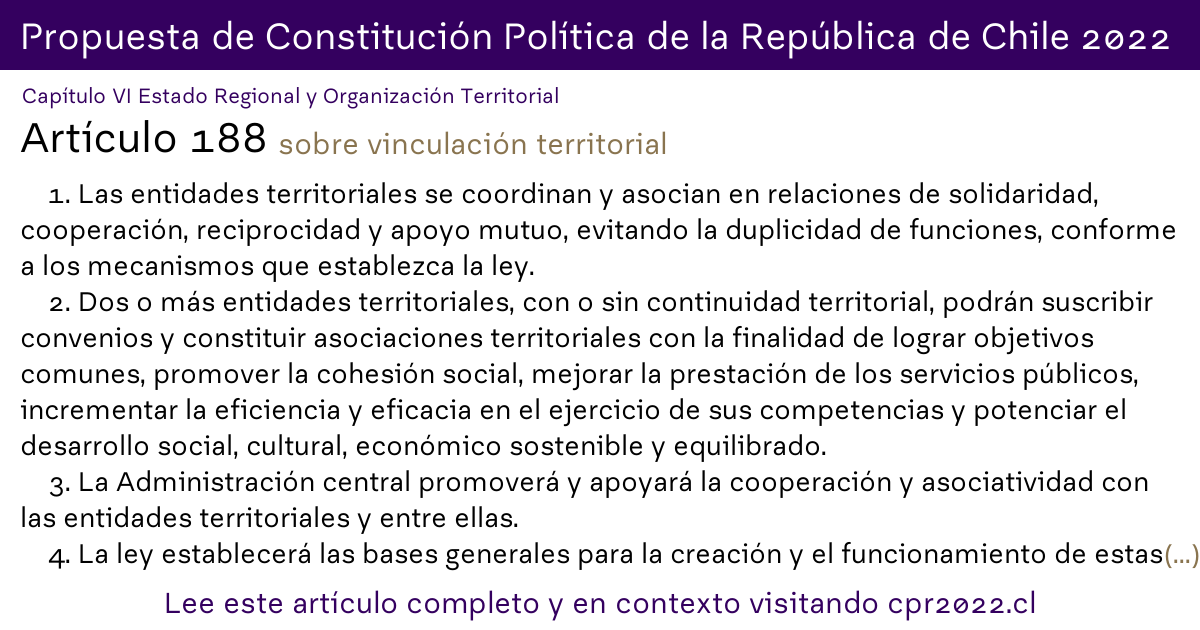 Propuesta de Constitución Política de la República de Chile 2022
Capítulo VI Estado Regional y Organización Territorial
Artículo 188 sobre vinculación territorial
1. Las entidades territoriales se coordinan y asocian en relaciones de solidaridad,
cooperación, reciprocidad y apoyo mutuo, evitando la duplicidad de funciones, conforme
a los mecanismos que establezca la ley.
2. Dos o más entidades territoriales, con o sin continuidad territorial, podrán suscribir
convenios y constituir asociaciones territoriales con la finalidad de lograr objetivos
comunes, promover la cohesión social, mejorar la prestación de los servicios públicos,
incrementar la eficiencia y eficacia en el ejercicio de sus competencias y potenciar el
desarrollo social, cultural, económico sostenible y equilibrado.
3. La Administración central promoverá y apoyará la cooperación y asociatividad con
las entidades territoriales y entre ellas.
4. La ley establecerá las bases generales para la creación y el funcionamiento de estas(...)
Lee este artículo completo y en contexto visitando cpr2022.cl